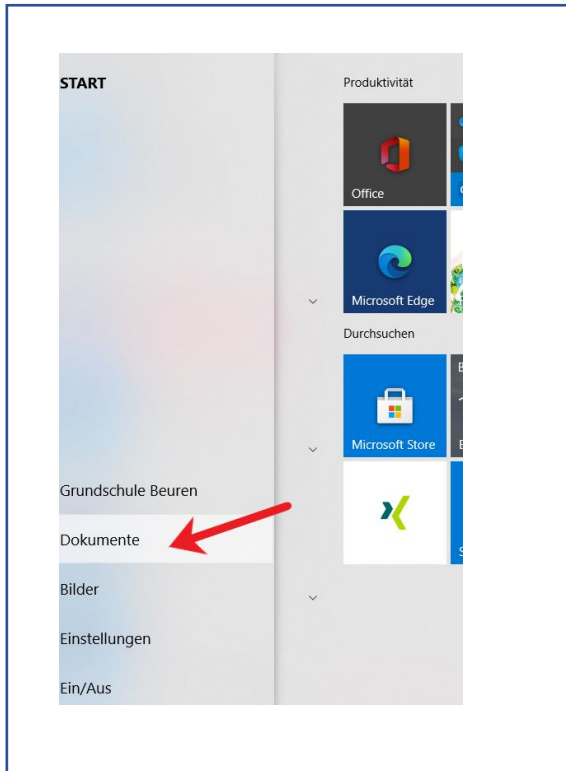 START
Produktivität
Office
Microsoft Edge
Durchsuchen
Microsoft Store
Grundschule Beuren
Dokumente
Bilder
Einstellungen
Ein/Aus